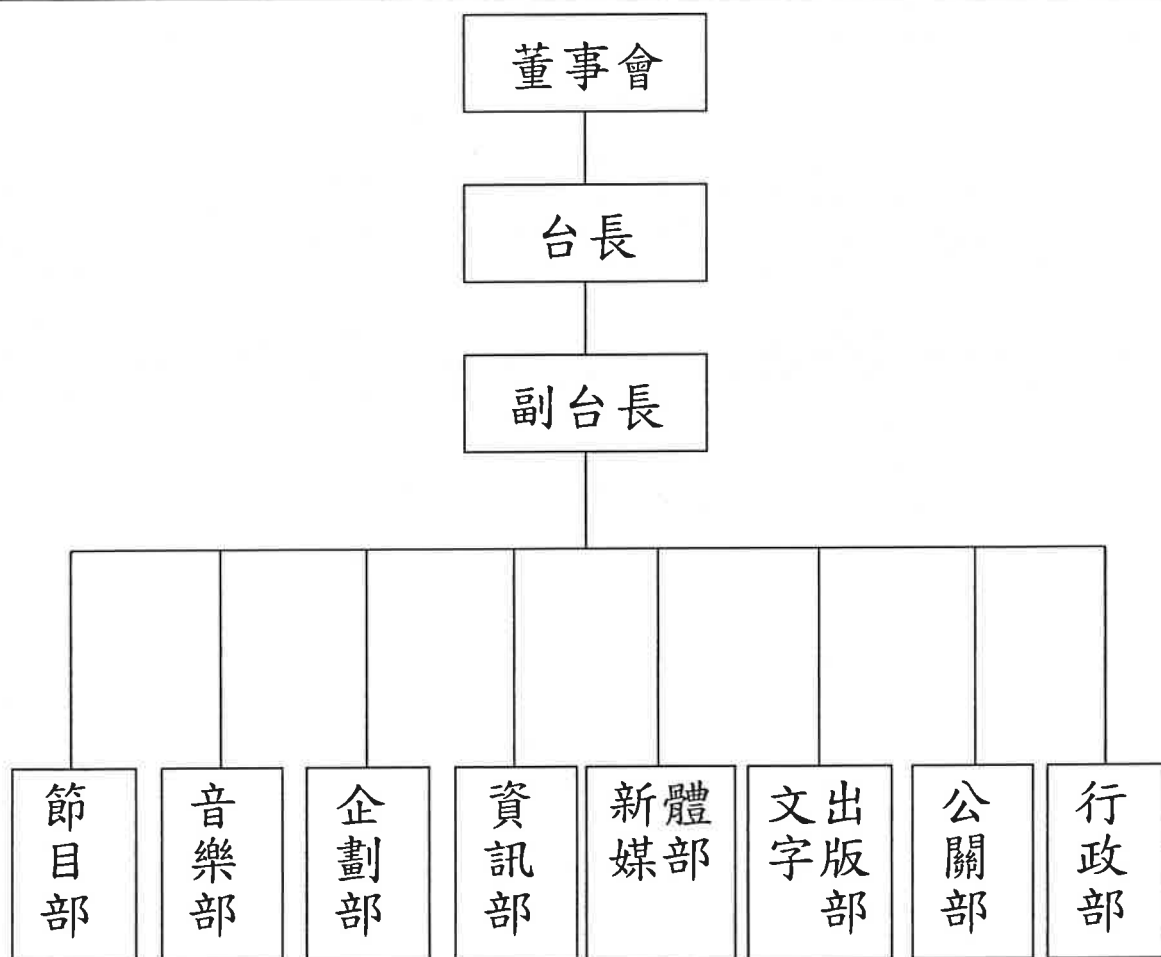 董事會
台長
副台長
節目部
音樂部
企劃部
資訊部
新媒體部
文字出版部
公關部
行政部